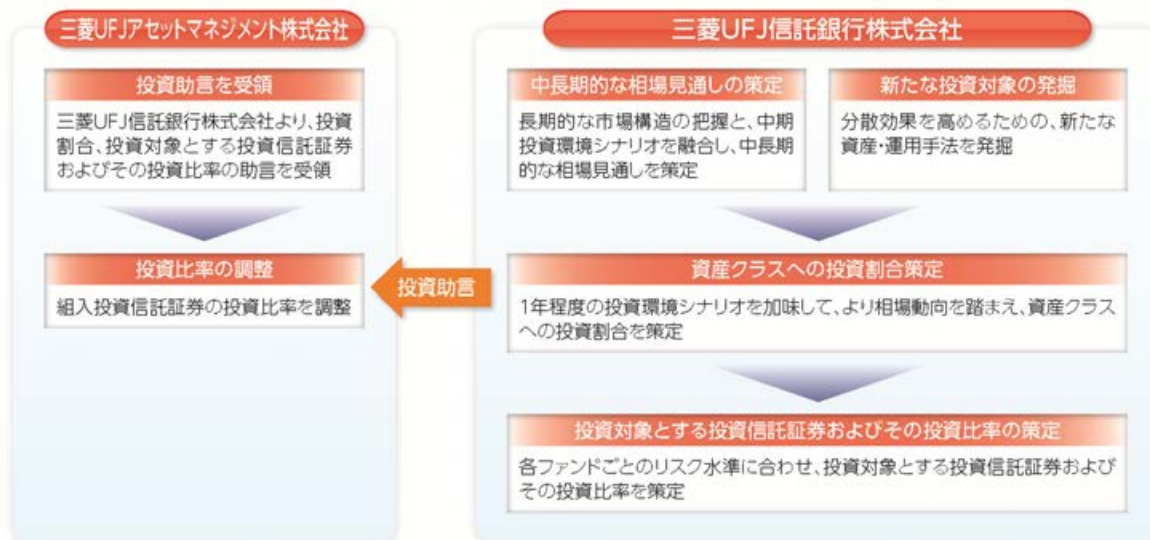 三菱UFJアセットマネジメント株式会社
投資助言を受領
三菱UFJ信託銀行株式会社より、投資
割合、投資対象とする投資信託証券
およびその投資比率の助言を受領
投資比率の調整
組入投資信託証券の投資比率を調整
投資助言
三菱UFJ信託銀行株式会社
中長期的な相場見通しの策定
長期的な市場構造の把握と、中期
投資環境シナリオを融合し、中長期
的な相場見通しを策定
新たな投資対象の発掘
分散効果を高めるための、新たな
資産・運用手法を発掘
資産クラスへの投資割合策定
1年程度の投資環境シナリオを加味して、より相場動向を踏まえ、資産クラス
への投資割合を策定
投資対象とする投資信託証券およびその投資比率の策定
各ファンドごとのリスク水準に合わせ、投資対象とする投資信託証券および
その投資比率を策定